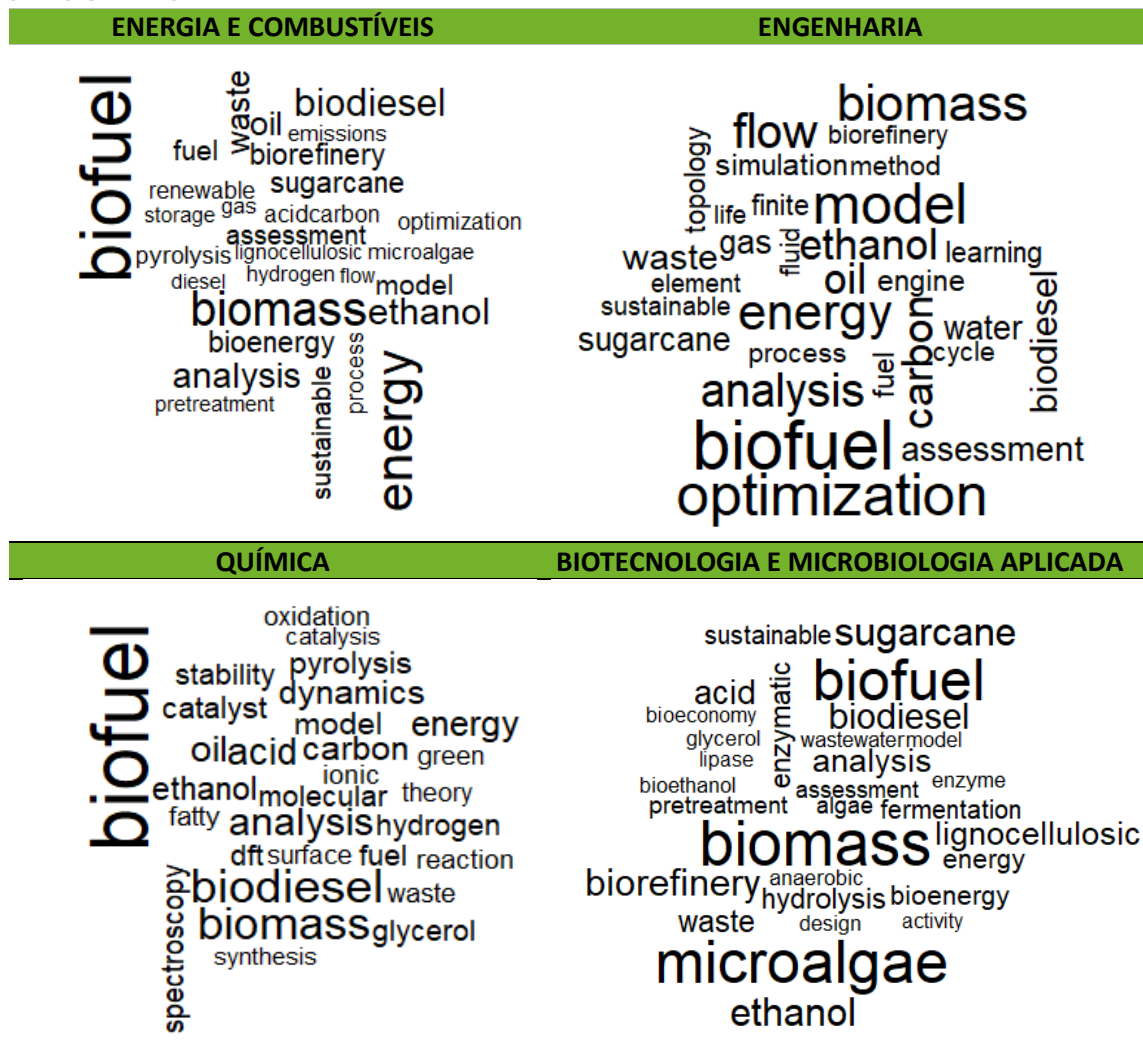 ENERGIA E COMBUSTÍVEIS
biofuel
waste
biodiesel
oil
emissions
fuel
biorefinery
renewable
sugarcane
storage
gas
acidcarbon
optimization
assessment
pyrolysis
lignocellulosic
microalgae
diesel
hydrogen
flow
model
biomass
ethanol
bioenergy
analysis
pretreatment
sustainable
process
energy
ENGENHARIA
biomass
flow
biorefinery
topology
simulation
method
life
finite
model
waste
gas
fluid
ethanol
learning
element
oil
engine
sustainable
energy
carbon
water
biodiesel
sugarcane
process
cycle
analysis
fuel
biofuel
assessment
optimization
QUÍMICA
oxidation
catalysis
biofuel
stability
pyrolysis
dynamics
catalyst
model
energy
oil
acid
carbon
green
ionic
ethanol
molecular
theory
fatty
analysis
hydrogen
dft
surface
fuel
reaction
spectroscopy
biodiesel
waste
biomass
glycerol
synthesis
BIOTECNOLOGIA E MICROBIOLOGIA APLICADA
sustainable
sugarcane
acid
enzymatic
biofuel
bioeconomy
biodiesel
glycerol
wastewater
model
lipase
analysis
bioethanol
assessment
enzyme
pretreatment
algae
fermentation
biomass
lignocellulosic
energy
biorefinery
anaerobic
hydrolysis
bioenergy
waste
design
activity
microalgae
ethanol